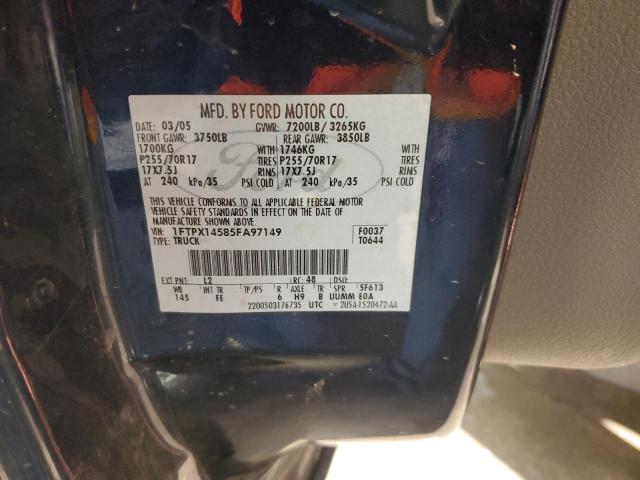 MFD. BY FORD MOTOR CO.
DATE: 03/05 GVWR: 7200LB/ 3265KG
FRONT GAWR: 3750LB REAR GAWR: 3850LB
1700KG WITH 1746KG WITH
P255/70R17 TIRES P255/70R17 TIRES
17X7.5J RIMS 17X7.5J RIMS
AT 240 kPa/35 PSI COLD AT 240 kPa/35 PSI COLD
THIS VEHICLE CONFORMS TO ALL APPLICABLE FEDERAL MOTOR
VEHICLE SAFETY STANDARDS IN EFFECT ON THE DATE OF
MANUFACTURE SHOWN ABOVE.
VIN: 1FTPX14585FA97149 F0037
TYPE: TRUCK T0644
EXT PNT: L2 RC: 48 DSO:
WB INT TR TP/PS R AXLE TR SPR 5F613
145 FE 6 H9 B UUMM E0A
2200503176735 UTC 2U5A-1520472-AA
Ford